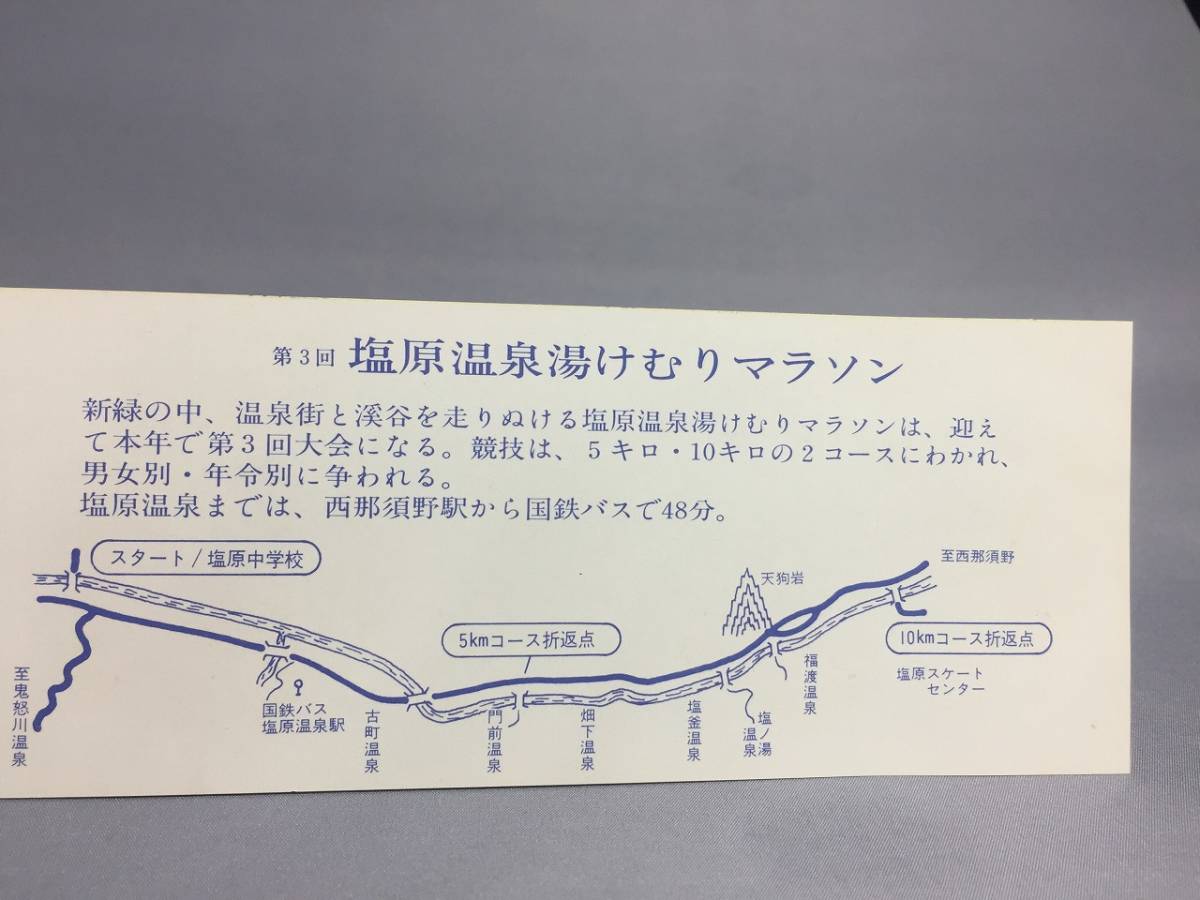 第3回 塩原温泉湯けむりマラソン
新緑の中、温泉街と溪谷を走りぬける塩原温泉湯けむりマラソンは、迎え
て本年で第3回大会になる。競技は、5キロ・10キロの2コースにわかれ、
男女別・年令別に争われる。
塩原温泉までは、西那須野駅から国鉄バスで48分。
スタート/塩原中学校
至鬼怒川温泉
国鉄バス
塩原温泉駅
古町温泉
5kmコース折返点
門前温泉
畑下温泉
塩釜温泉
塩ノ湯
温泉
天狗岩
福渡温泉
至西那須野
10kmコース折返点
塩原スケート
センター